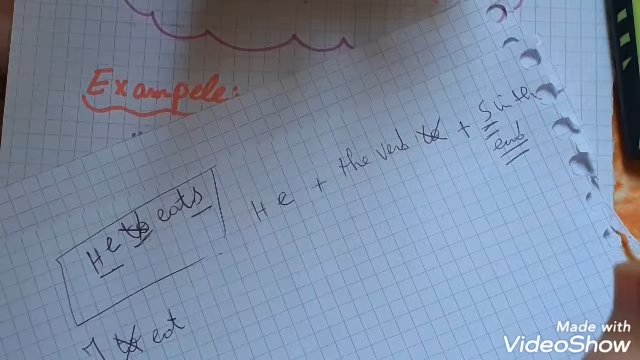 Exampele:
He + the verb + S in the
end
He eats
I eat
Made with
VideoShow